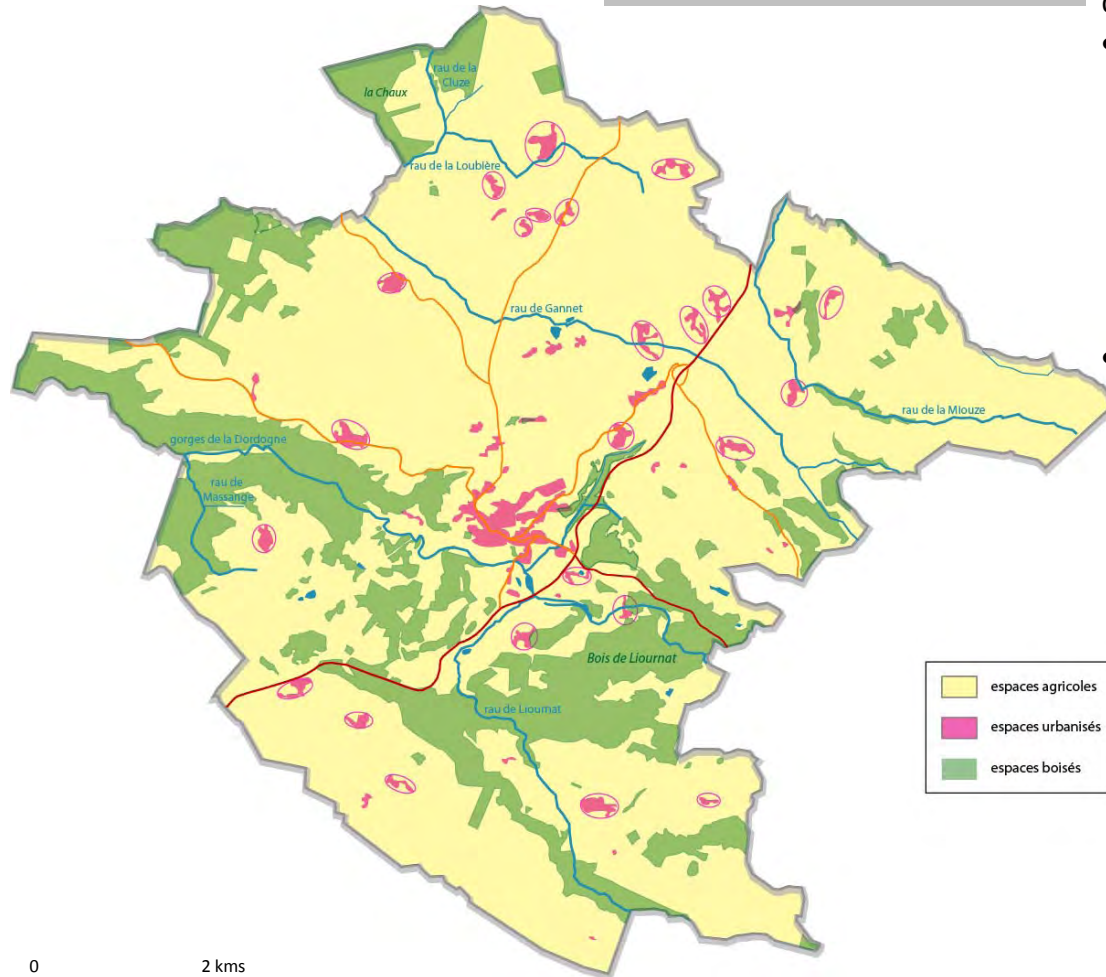 rau de la
Cluze
la Chaux
rau de la Loubière
rau de Gannet
rau de la Miouze
gorges de la Dordogne
rau de
Massange
Bois de Liournat
rau de Liournat
espaces agricoles
espaces urbanisés
espaces boisés
0
2 kms